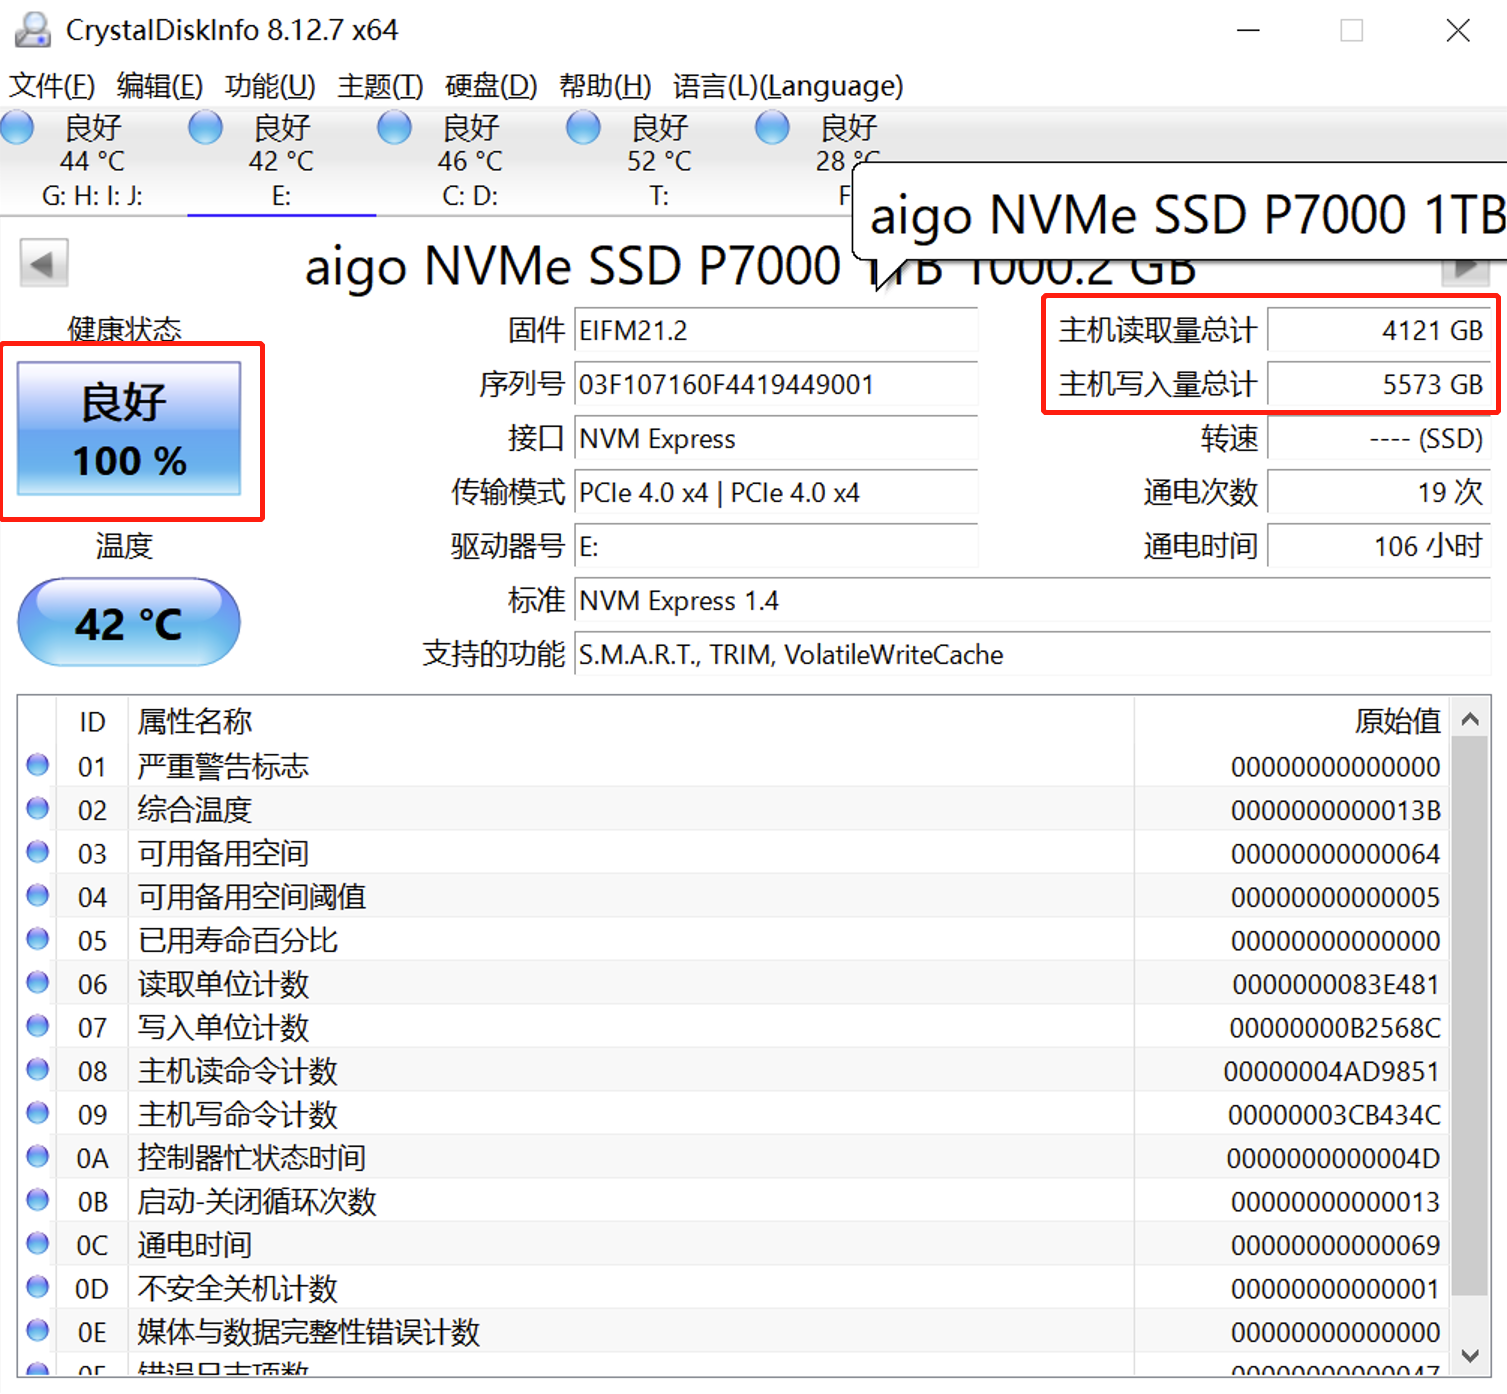 CrystalDiskInfo 8.12.7 x64
文件(F) 编辑(E) 功能(U) 主题(T) 硬盘(D) 帮助(H) 语言(L)(Language)
良好 良好 良好 良好 良好
44 °C 42 °C 46 °C 52 °C 28 °C
G: H: I: J: E: C: D: T: F
aigo NVMe SSD P7000 1TB
aigo NVMe SSD P7000 1TB 1000.2 GB
健康状态
良好
100 %
温度
42 °C
固件 EIFM21.2
序列号 03F107160F4419449001
接口 NVM Express
传输模式 PCIe 4.0 x4 | PCIe 4.0 x4
驱动器号 E:
标准 NVM Express 1.4
支持的功能 S.M.A.R.T., TRIM, VolatileWriteCache
主机读取量总计 4121 GB
主机写入量总计 5573 GB
转速 ---- (SSD)
通电次数 19 次
通电时间 106 小时
ID 属性名称 原始值
01 严重警告标志 00000000000000
02 综合温度 0000000000013B
03 可用备用空间 00000000000064
04 可用备用空间阈值 00000000000005
05 已用寿命百分比 00000000000000
06 读取单位计数 0000000083E481
07 写入单位计数 00000000B2568C
08 主机读命令计数 00000004AD9851
09 主机写命令计数 00000003CB434C
0A 控制器忙状态时间 0000000000004D
0B 启动-关闭循环次数 00000000000013
0C 通电时间 00000000000069
0D 不安全关机计数 00000000000001
0E 媒体与数据完整性错误计数 00000000000000
0F 错误日志项数 00000000000047